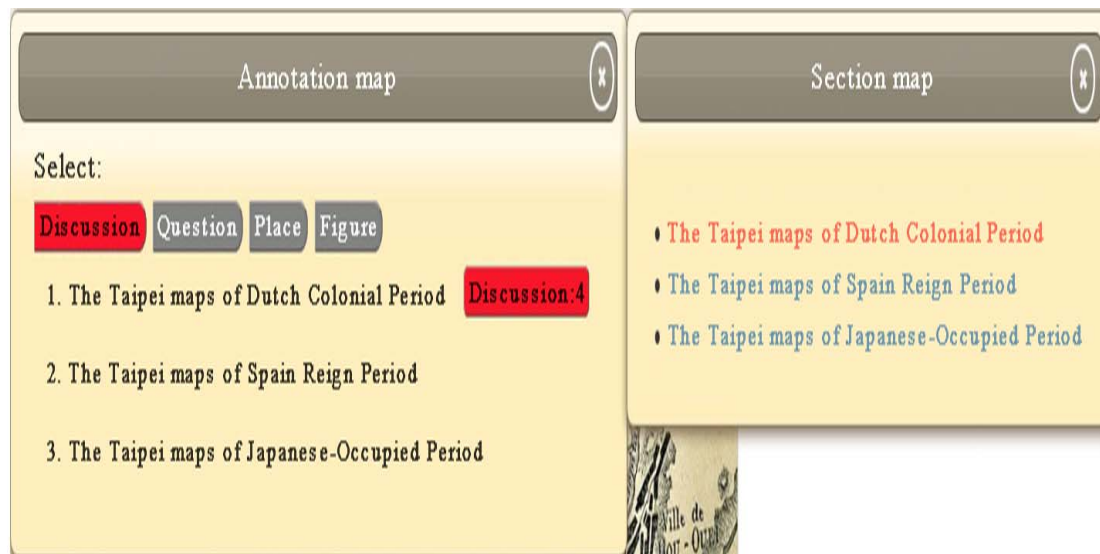 Annotation map
x
Select:
Discussion Question Place Figure
1. The Taipei maps of Dutch Colonial Period Discussion:4
2. The Taipei maps of Spain Reign Period
3. The Taipei maps of Japanese-Occupied Period
Section map
x
• The Taipei maps of Dutch Colonial Period
• The Taipei maps of Spain Reign Period
• The Taipei maps of Japanese-Occupied Period
Ville de